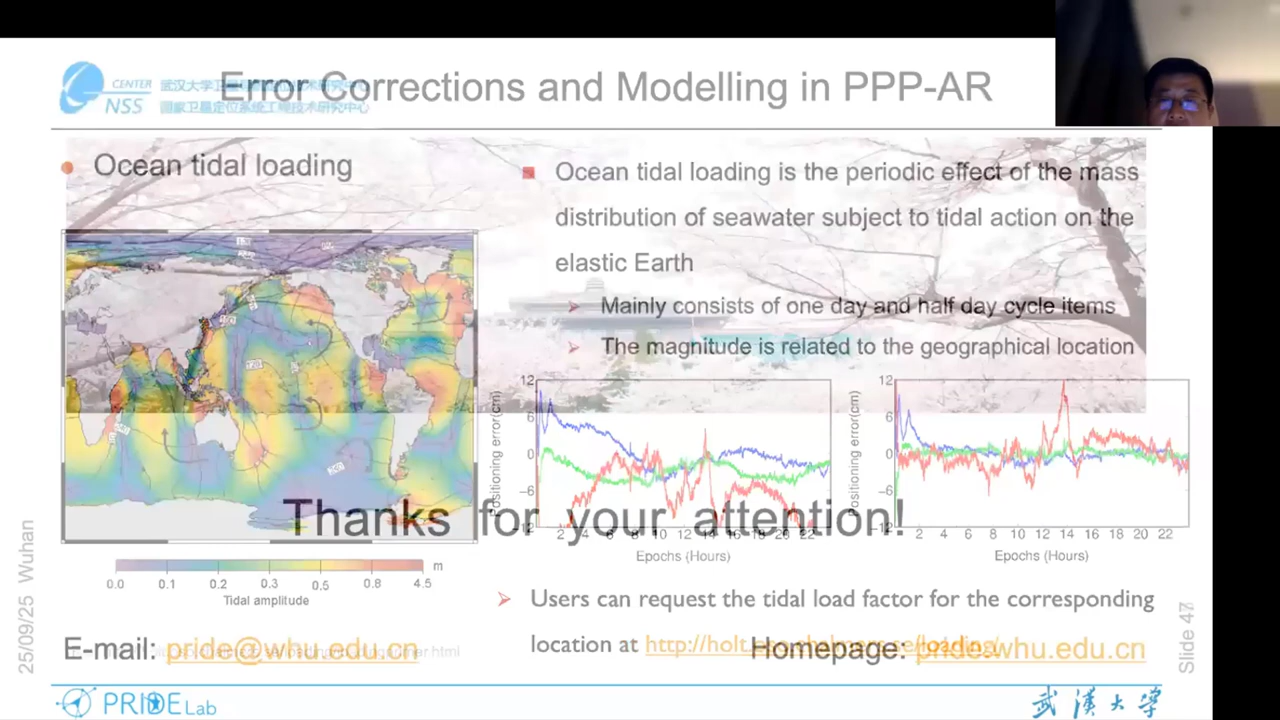 CENTER
NSS
Error Corrections and Modelling in PPP-AR
武汉大学卫星导航定位技术研究中心
国家卫星定位系统工程技术研究中心
Ocean tidal loading
Ocean tidal loading is the periodic effect of the mass
distribution of seawater subject to tidal action on the
elastic Earth
Mainly consists of one day and half day cycle items
The magnitude is related to the geographical location
Positioning error(cm)
12
6
0
-6
2 4 6 8 10 12 14 16 18 20 22
Epochs (Hours)
Positioning error(cm)
12
6
0
-6
-12
2 4 6 8 10 12 14 16 18 20 22
Epochs (Hours)
Thanks for your attention!
m
0.0 0.1 0.2 0.3 0.5 0.8 4.5
Tidal amplitude
Users can request the tidal load factor for the corresponding
location at http://holt.oso.chalmers.se/loading/
E-mail: pride@whu.edu.cn
Homepage: pride.whu.edu.cn
25/09/25 Wuhan
Slide 47
PRIDE Lab
武漢大学